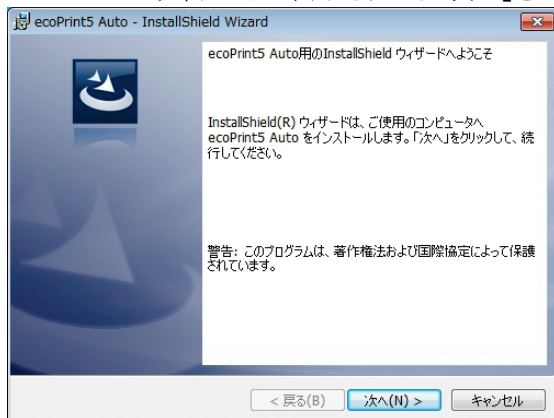 ecoPrint5 Auto - InstallShield Wizard
ecoPrint5 Auto用のInstallShield ウィザードへようこそ
InstallShield(R) ウィザードは、ご使用のコンピュータへ
ecoPrint5 Auto をインストールします。「次へ」をクリックして、続
行してください。
警告: このプログラムは、著作権法および国際協定によって保護
されています。
< 戻る(B)
次へ(N) >
キャンセル